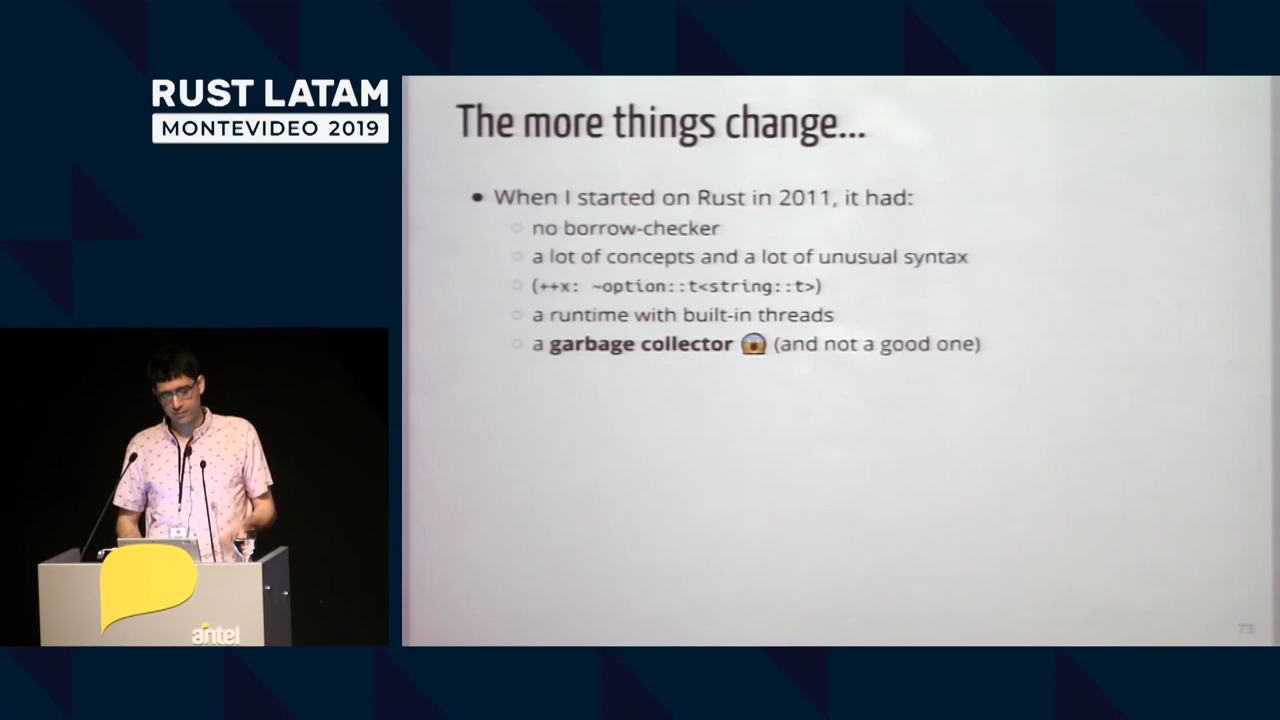 RUST LATAM
MONTEVIDEO 2019
The more things change...
• When I started on Rust in 2011, it had:
○ no borrow-checker
○ a lot of concepts and a lot of unusual syntax
○ (++x: ~option::t<string::t>)
○ a runtime with built-in threads
○ a garbage collector 😱 (and not a good one)
73
antel